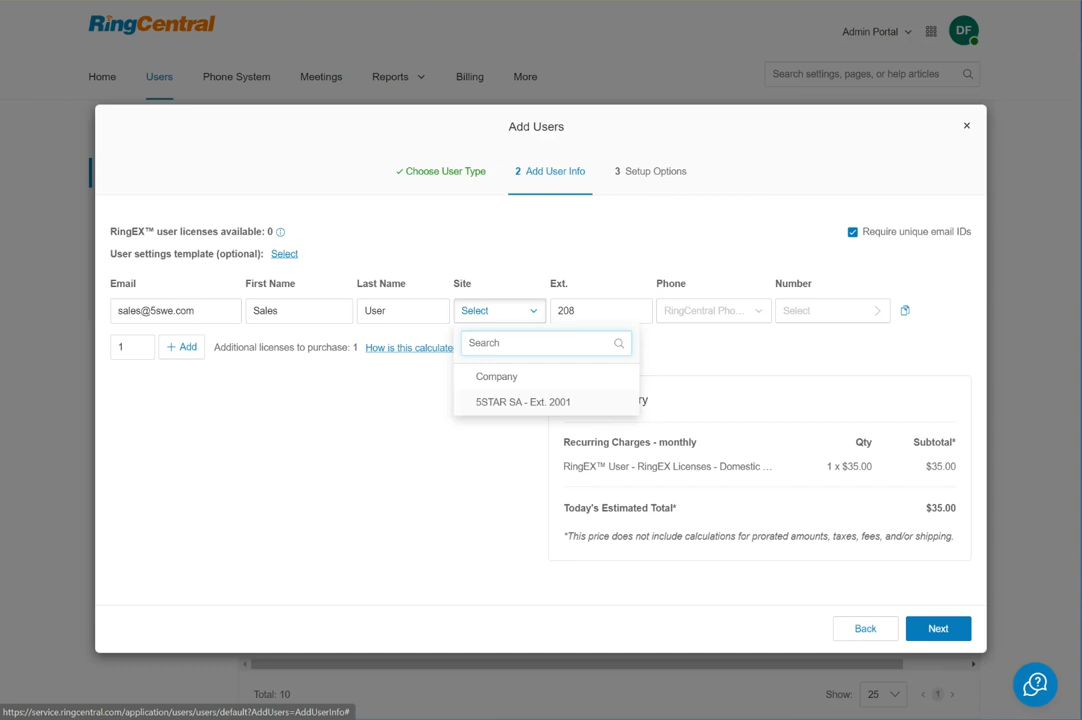 RingCentral
Admin Portal
DF
Home Users Phone System Meetings Reports Billing More
Search settings, pages, or help articles
Add Users
×
✓ Choose User Type 2 Add User Info 3 Setup Options
RingEX™ user licenses available: 0
Require unique email IDs
User settings template (optional): Select
Email First Name Last Name Site Ext. Phone Number
sales@5swe.com Sales User Select 208 RingCentral Pho... Select
1 + Add Additional licenses to purchase: 1 How is this calculate
Search
Company
5STAR SA - Ext. 2001
ry
Recurring Charges - monthly Qty Subtotal*
RingEX™ User - RingEX Licenses - Domestic ... 1 x $35.00 $35.00
Today's Estimated Total* $35.00
*This price does not include calculations for prorated amounts, taxes, fees, and/or shipping.
Back Next
Total: 10 Show: 25 1
https://service.ringcentral.com/application/users/users/default?AddUsers=AddUserInfo#